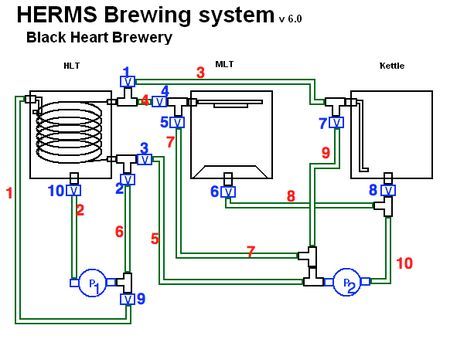 HERMS Brewing system v 6.0
Black Heart Brewery
HLT
MLT
Kettle
1
3
V
4
4
V
V
5
V
7
7
V
9
3
V
10
V
2
V
6
V
8
V
1
2
6
5
8
7
10
P1
P2
V
9